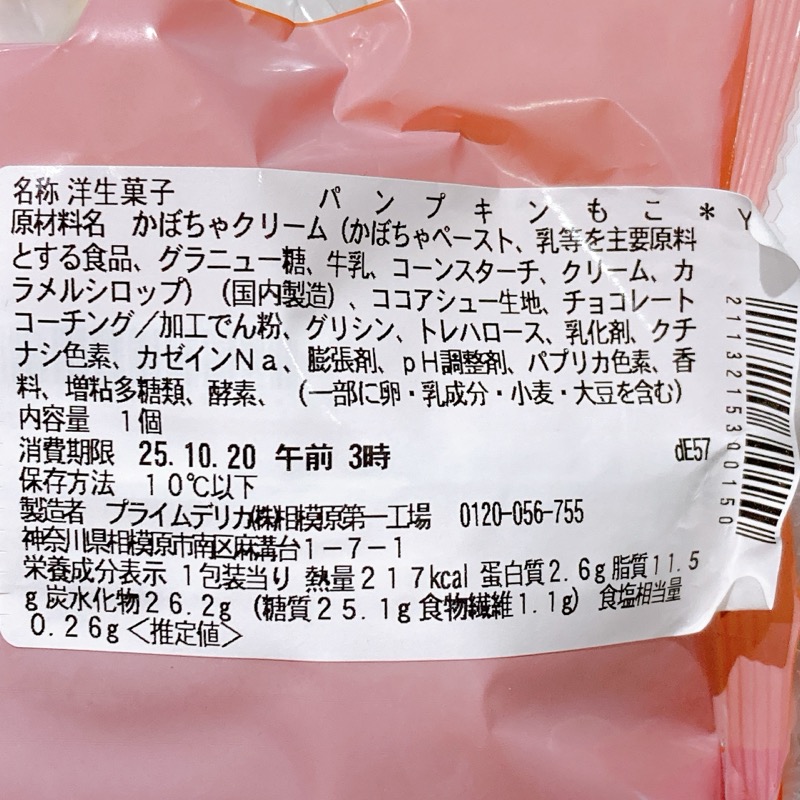 名称 洋生菓子 パンプキンもこ*Y
原材料名 かぼちゃクリーム（かぼちゃペースト、乳等を主要原料
とする食品、グラニュー糖、牛乳、コーンスターチ、クリーム、カ
ラメルシロップ）（国内製造）、ココアシュー生地、チョコレート
コーチング／加工でん粉、グリシン、トレハロース、乳化剤、クチ
ナシ色素、カゼインＮａ、膨張剤、ｐＨ調整剤、パプリカ色素、香
料、増粘多糖類、酵素、（一部に卵・乳成分・小麦・大豆を含む）
内容量 １個
消費期限 25.10.20 午前 3時 dE57
保存方法 １０℃以下
製造者 プライムデリカ㈱相模原第一工場 0120-056-755
神奈川県相模原市南区麻溝台１－７－１
栄養成分表示 １包装当り 熱量２１７kcal 蛋白質２.６g 脂質１１.５
g 炭水化物２６.２g （糖質２５.１g 食物繊維１.１g） 食塩相当量
０.２６g＜推定値＞
2113215300150